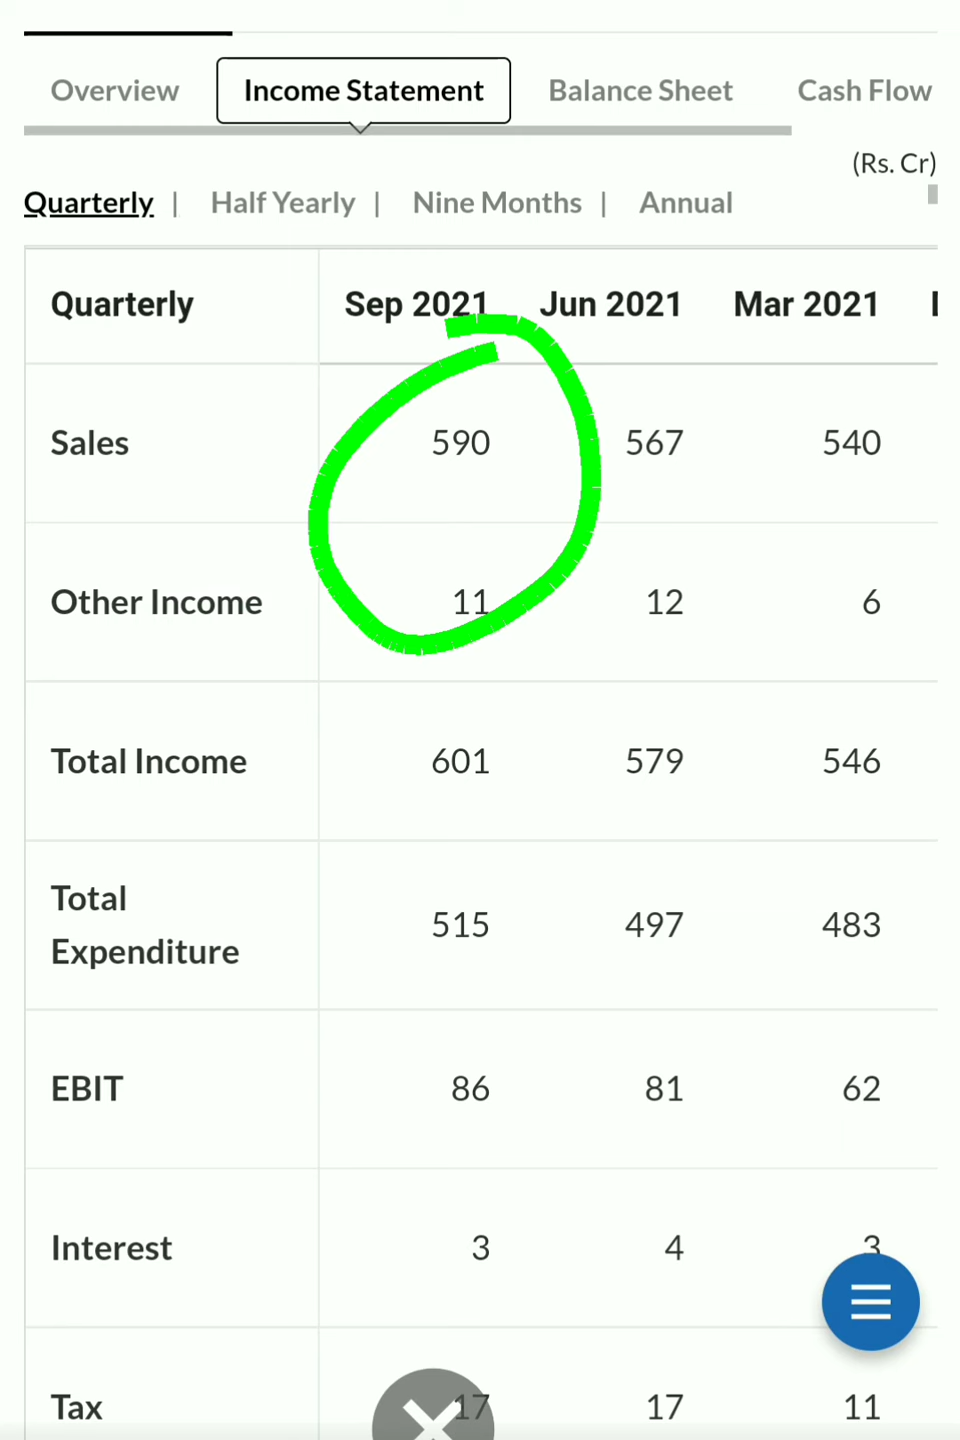 Overview Income Statement Balance Sheet Cash Flow
(Rs. Cr)
Quarterly | Half Yearly | Nine Months | Annual
Quarterly Sep 2021 Jun 2021 Mar 2021
Sales 590 567 540
Other Income 11 12 6
Total Income 601 579 546
Total
Expenditure 515 497 483
EBIT 86 81 62
Interest 3 4 3
Tax 17 17 11